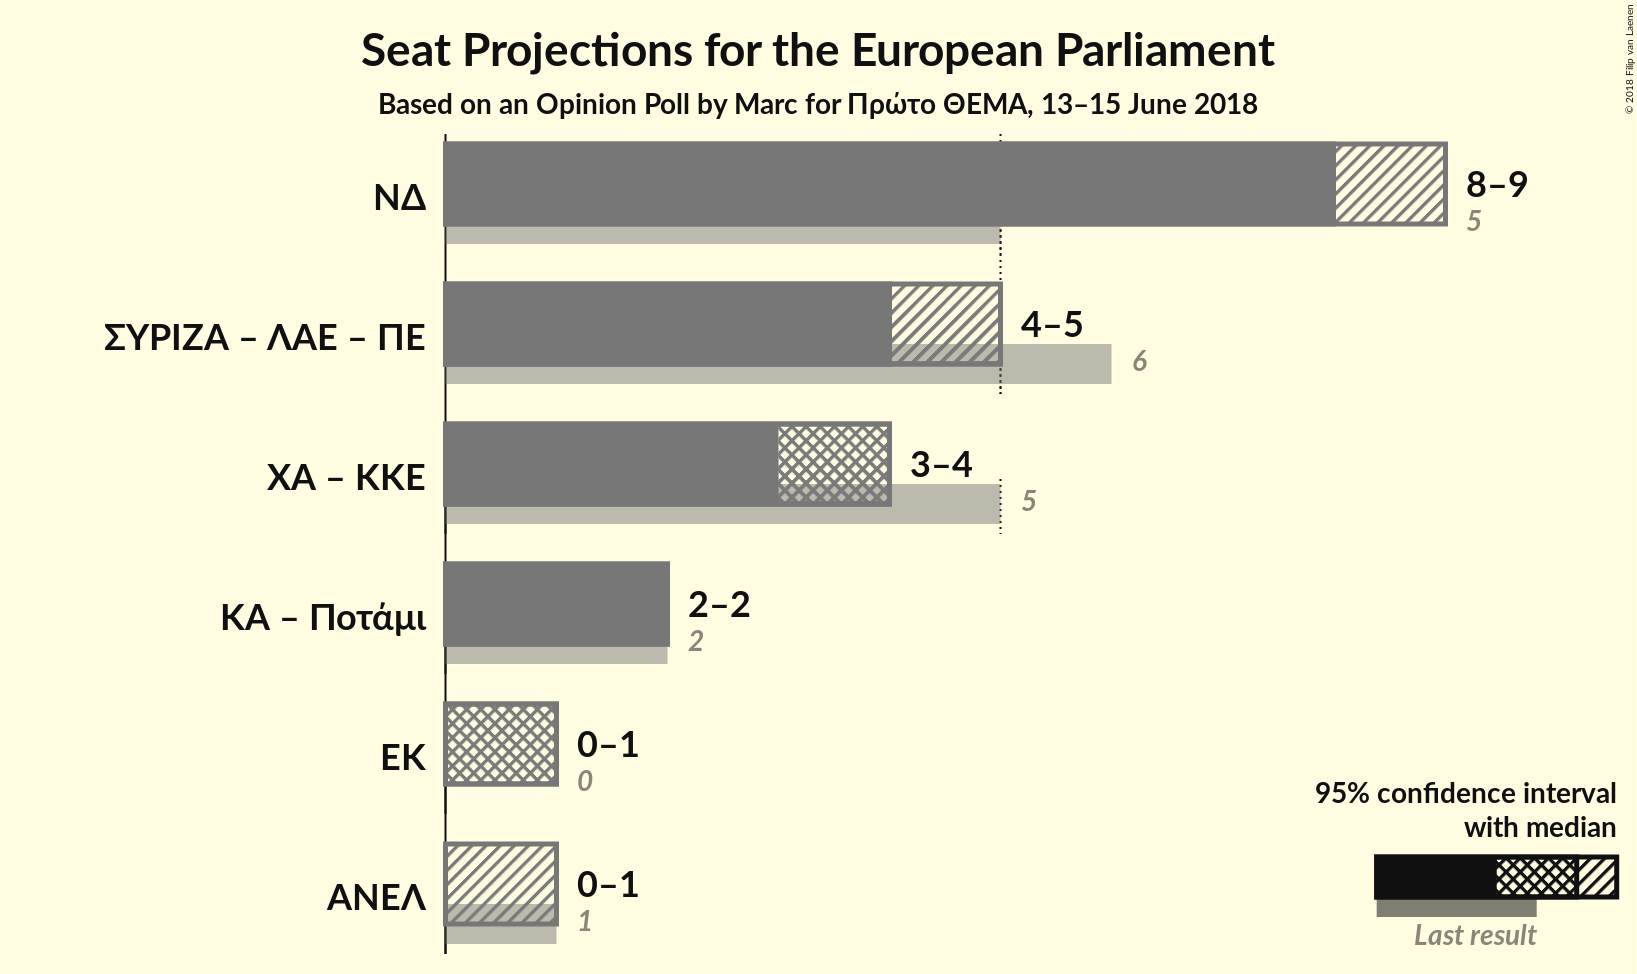 Seat Projections for the European Parliament
Based on an Opinion Poll by Marc for Πρώτο ΘΕΜΑ, 13–15 June 2018
© 2018 Filip van Laenen
ΝΔ
8–9
5
ΣΥΡΙΖΑ – ΛΑΕ – ΠΕ
4–5
6
ΧΑ – ΚΚΕ
3–4
5
ΚΑ – Ποτάμι
2–2
2
ΕΚ
0–1
0
ΑΝΕΛ
0–1
1
95% confidence interval
with median
Last result